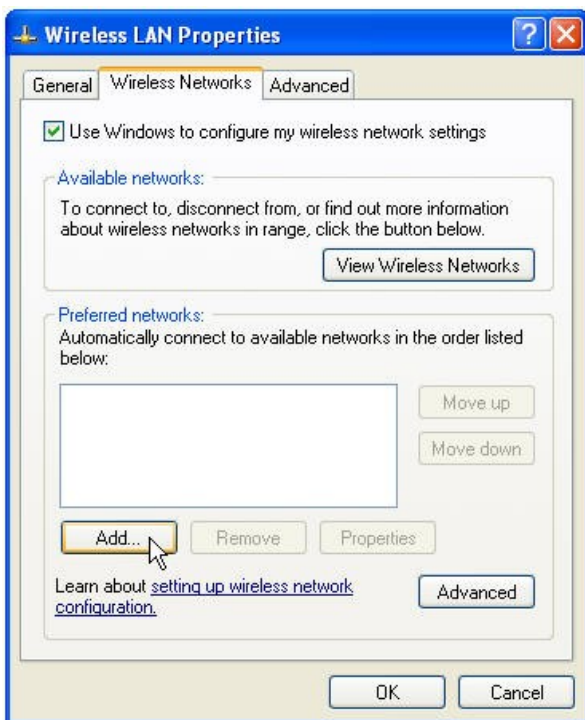 Wireless LAN Properties
General
Wireless Networks
Advanced
Use Windows to configure my wireless network settings
Available networks:
To connect to, disconnect from, or find out more information
about wireless networks in range, click the button below.
View Wireless Networks
Preferred networks:
Automatically connect to available networks in the order listed
below:
Move up
Move down
Add...
Remove
Properties
Learn about setting up wireless network
configuration.
Advanced
OK
Cancel